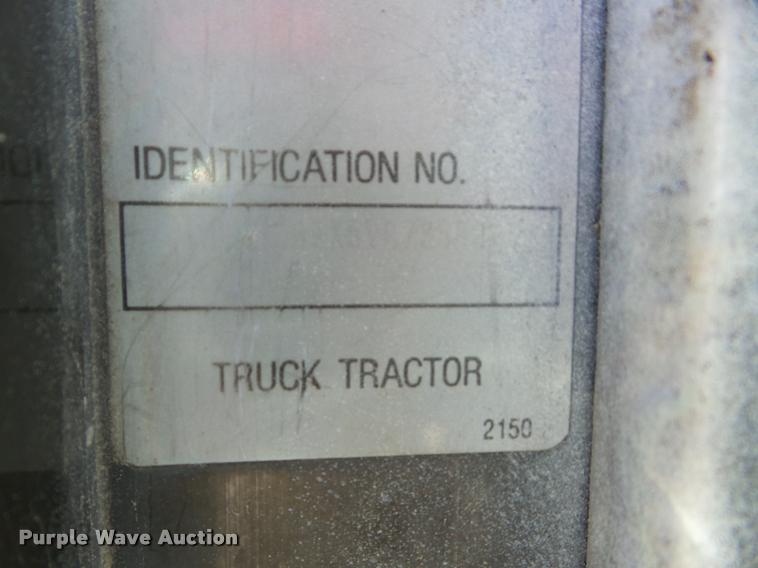 IDENTIFICATION NO.
TRUCK TRACTOR
2150
Purple Wave Auction